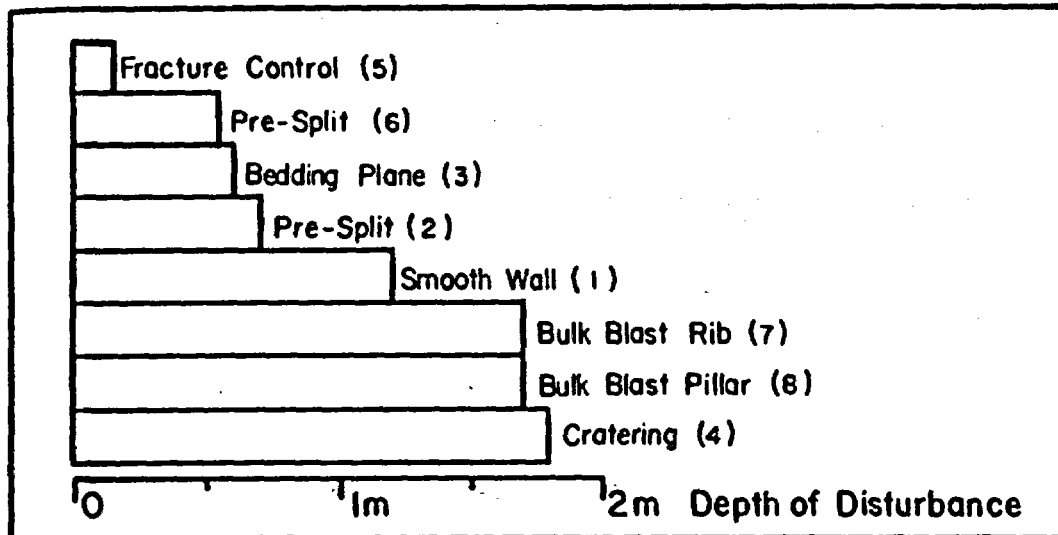 Fracture Control (5)
Pre-Split (6)
Bedding Plane (3)
Pre-Split (2)
Smooth Wall (1)
Bulk Blast Rib (7)
Bulk Blast Pillar (8)
Cratering (4)
0 1m 2m Depth of Disturbance